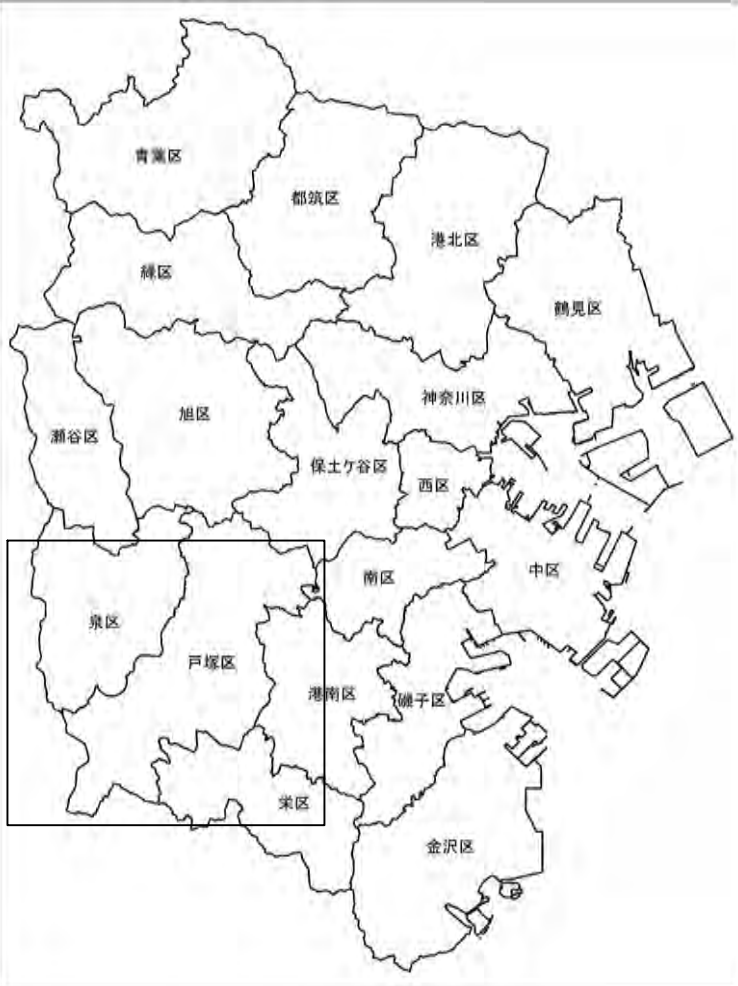 青葉区
都筑区
港北区
緑区
鶴見区
神奈川区
旭区
瀬谷区
保土ケ谷区
西区
中区
南区
泉区
戸塚区
港南区
磯子区
栄区
金沢区